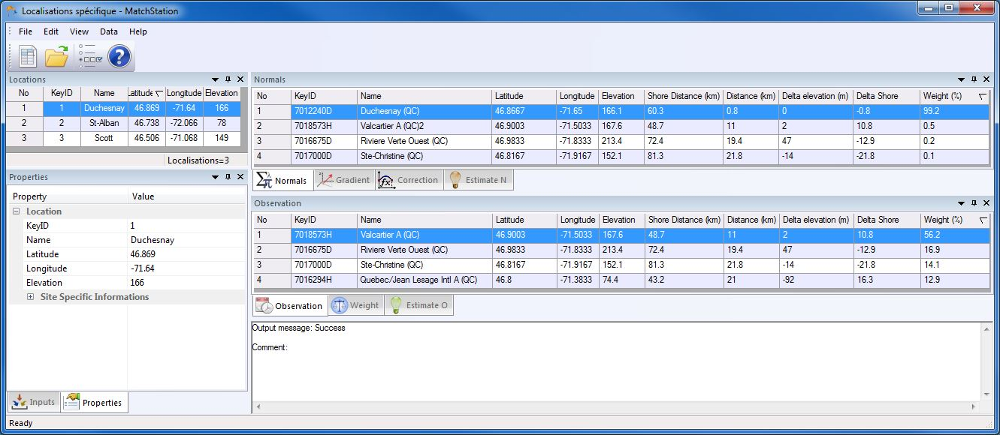 Localisations spécifique - MatchStation
File Edit View Data Help
Locations
No KeyID Name Latitude Longitude Elevation
1 1 Duchesnay 46.869 -71.64 166
2 2 St-Alban 46.738 -72.066 78
3 3 Scott 46.506 -71.068 149
Localisations=3
Properties
Property Value
Location
KeyID 1
Name Duchesnay
Latitude 46.869
Longitude -71.64
Elevation 166
Site Specific Informations
Inputs Properties
Normals
No KeyID Name Latitude Longitude Elevation Shore Distance (km) Distance (km) Delta elevation (m) Delta Shore Weight (%)
1 7012240D Duchesnay (QC) 46.8667 -71.65 166.1 60.3 0.8 0 -0.8 99.2
2 7018573H Valcartier A (QC)2 46.9003 -71.5033 167.6 48.7 11 2 10.8 0.5
3 7016675D Riviere Verte Ouest (QC) 46.9833 -71.8333 213.4 72.4 19.4 47 -12.9 0.2
4 7017000D Ste-Christine (QC) 46.8167 -71.9167 152.1 81.3 21.8 -14 -21.8 0.1
Normals Gradient Correction Estimate N
Observation
No KeyID Name Latitude Longitude Elevation Shore Distance (km) Distance (km) Delta elevation (m) Delta Shore Weight (%)
1 7018573H Valcartier A (QC) 46.9003 -71.5033 167.6 48.7 11 2 10.8 56.2
2 7016675D Riviere Verte Ouest (QC) 46.9833 -71.8333 213.4 72.4 19.4 47 -12.9 16.9
3 7017000D Ste-Christine (QC) 46.8167 -71.9167 152.1 81.3 21.8 -14 -21.8 14.1
4 7016294H Quebec/Jean Lesage Intl A (QC) 46.8 -71.3833 74.4 43.2 21 -92 16.3 12.9
Observation Weight Estimate O
Output message: Success
Comment:
Ready